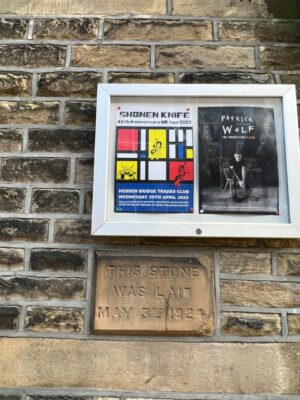 SHONEN KNIFE
40th Anniversary UK Tour 2022
HEBDEN BRIDGE TRADES CLUB
WEDNESDAY 20TH APRIL 2022
PATRICK
WOLF
THIS STONE
WAS LAID
MAY 3RD 1924